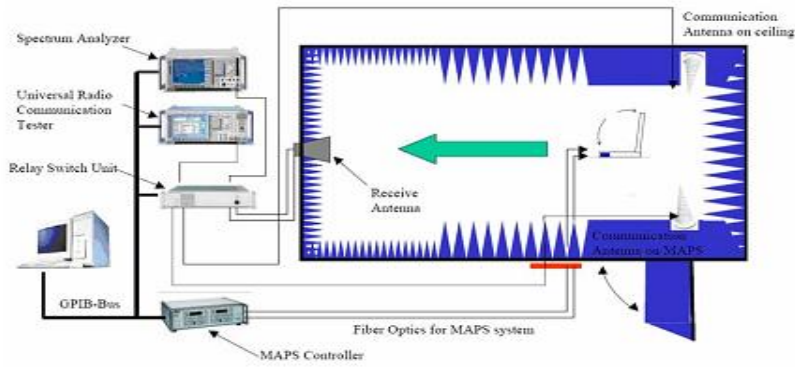 Spectrum Analyzer
Universal Radio
Communication
Tester
Relay Switch Unit
GPIB-Bus
MAPS Controller
Fiber Optics for MAPS system
Receive
Antenna
Communication
Antenna on ceiling
Communication
Antenna on MAPS